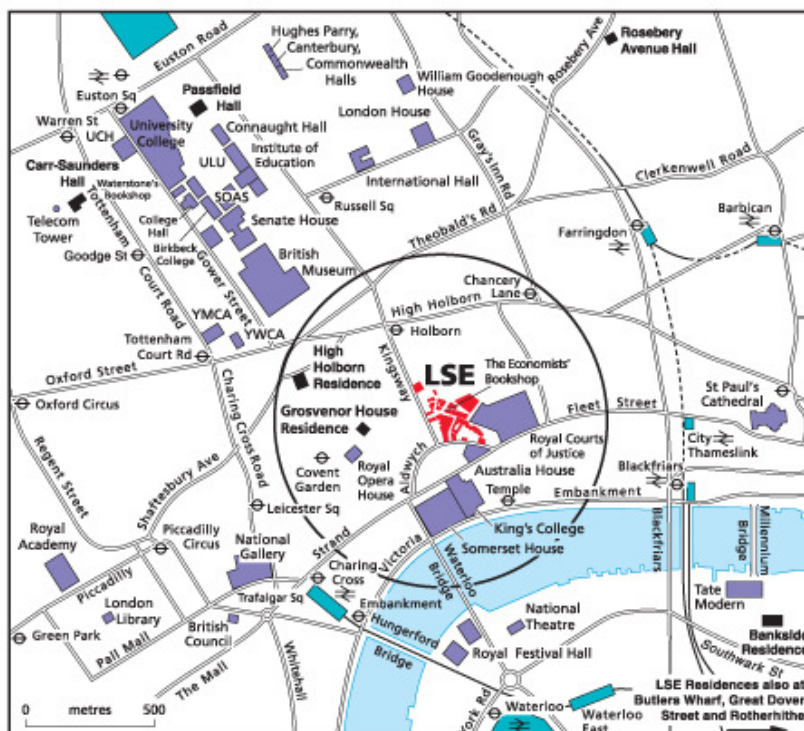 Hughes Parry,
Canterbury,
Commonwealth
Halls
Rosebery
Avenue Hall
Rosebery Ave
Euston Road
Euston Sq
Passfield
Hall
William Goodenough
House
London House
Warren St
UCH
University
College
Connaught Hall
Institute of
Education
ULU
Gray's Inn Rd
Clerkenwell Road
Carr-Saunders
Hall
Waterstone's
Bookshop
SOAS
International Hall
Russell Sq
Theobald's Rd
Barbican
Farringdon
Telecom
Tower
Tottenham
Court Road
College
Hall
Birkbeck
College
Senate House
Goodge St
Gower Street
British
Museum
Chancery
Lane
High Holborn
Holborn
YMCA
YWCA
Tottenham
Court Rd
Oxford Street
Oxford Circus
High
Holborn
Residence
Kingsway
LSE
The Economists'
Bookshop
St Paul's
Cathedral
Fleet Street
Charing Cross Road
Grosvenor House
Residence
Royal Courts
of Justice
City
Thameslink
Regent Street
Shaftesbury Ave
Covent
Garden
Royal
Opera
House
Aldwych
Australia House
Blackfriars
Temple
Embankment
Leicester Sq
King's College
Somerset House
Strand
Victoria
Waterloo
Bridge
Blackfriars
Millennium
Bridge
Royal
Academy
Piccadilly
Circus
National
Gallery
Charing
Cross
Piccadilly
Trafalgar Sq
Tate
Modern
London
Library
British
Council
Embankment
Hungerford
Bridge
National
Theatre
Royal Festival Hall
Bankside
Residence
Green Park
Pall Mall
The Mall
Whitehall
Southwark St
York Rd
Waterloo
Waterloo
East
LSE Residences also at
Butlers Wharf, Great Dover
Street and Rotherhithe
0 metres 500